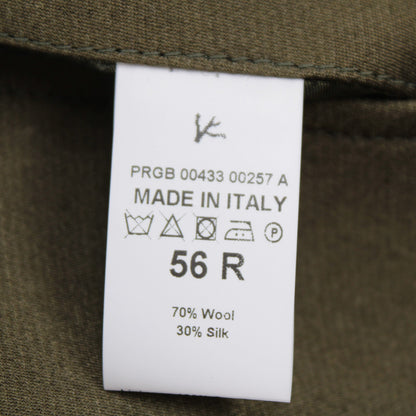 PRGB 00433 00257 A
MADE IN ITALY
P
56 R
70% Wool
30% Silk